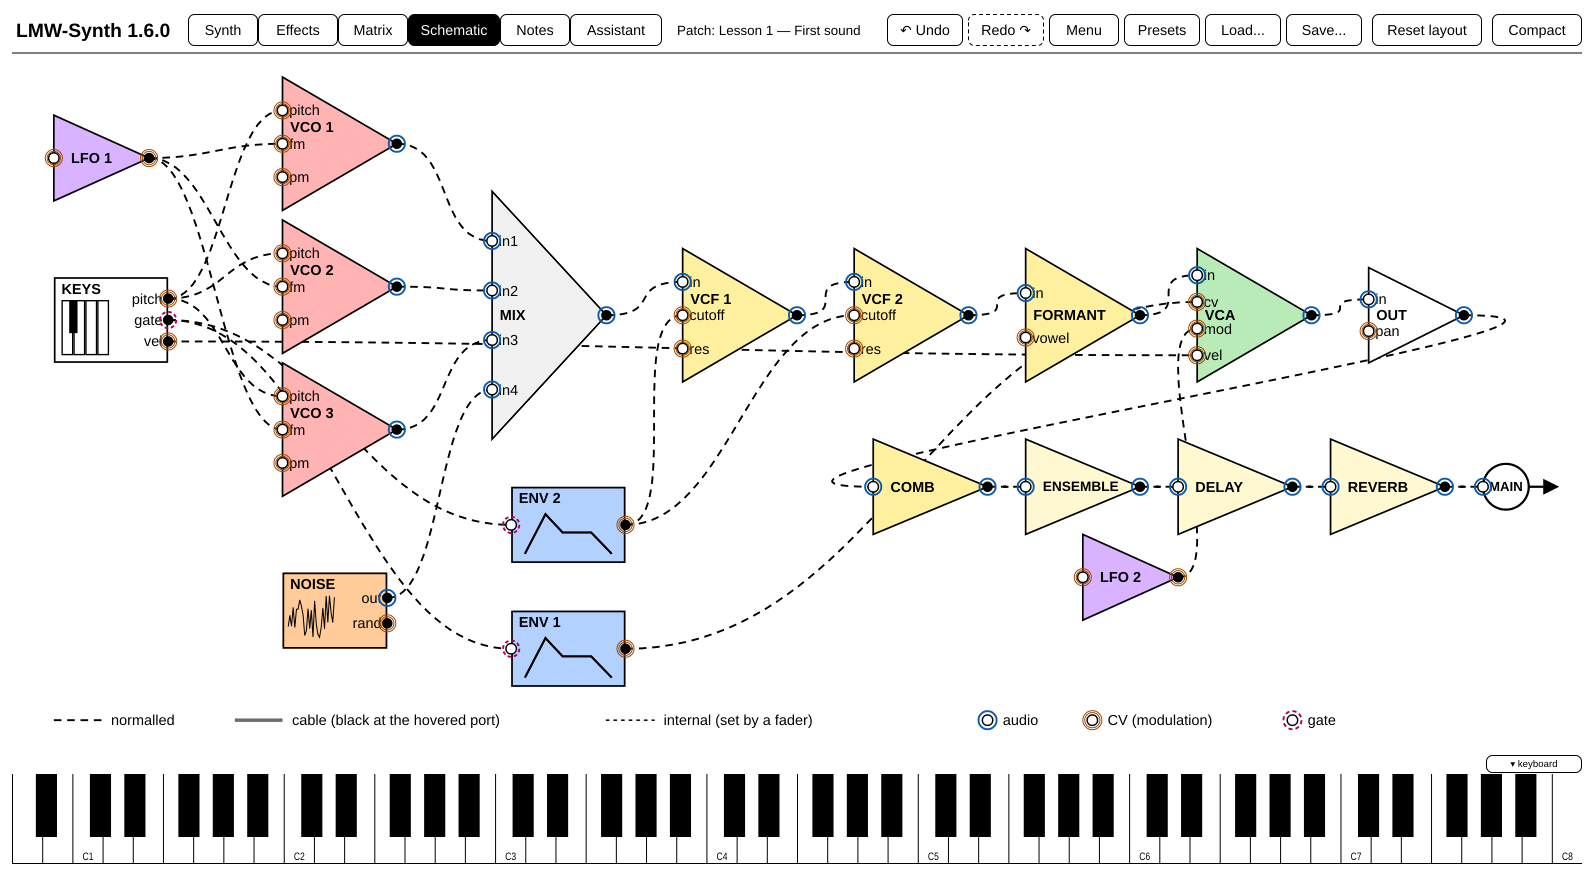 LMW-Synth 1.6.0
Synth
Effects
Matrix
Schematic
Notes
Assistant
Patch: Lesson 1 — First sound
↶ Undo
Redo ↷
Menu
Presets
Load...
Save...
Reset layout
Compact
LFO 1
pitch
VCO 1
fm
pm
pitch
VCO 2
fm
pm
KEYS
pitch
gate
vel
pitch
VCO 3
fm
pm
in1
in2
MIX
in3
in4
in
VCF 1
cutoff
res
in
VCF 2
cutoff
res
in
FORMANT
vowel
in
cv
VCA
mod
vel
in
OUT
pan
COMB
ENSEMBLE
DELAY
REVERB
MAIN
ENV 2
LFO 2
NOISE
out
rand
ENV 1
normalled
cable (black at the hovered port)
internal (set by a fader)
audio
CV (modulation)
gate
▾ keyboard
C1
C2
C3
C4
C5
C6
C7
C8